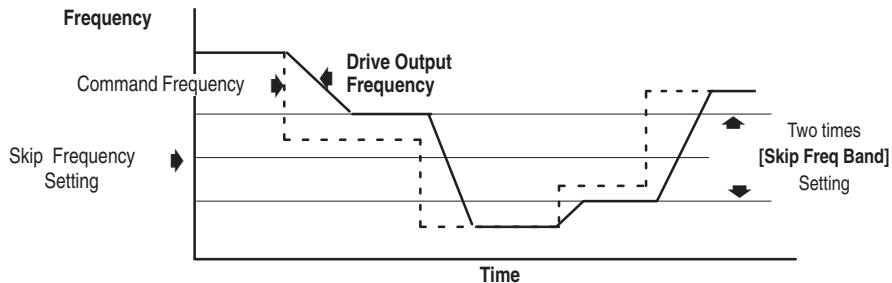 Frequency
Drive Output
Frequency
Command Frequency
Skip Frequency
Setting
Two times
[Skip Freq Band]
Setting
Time